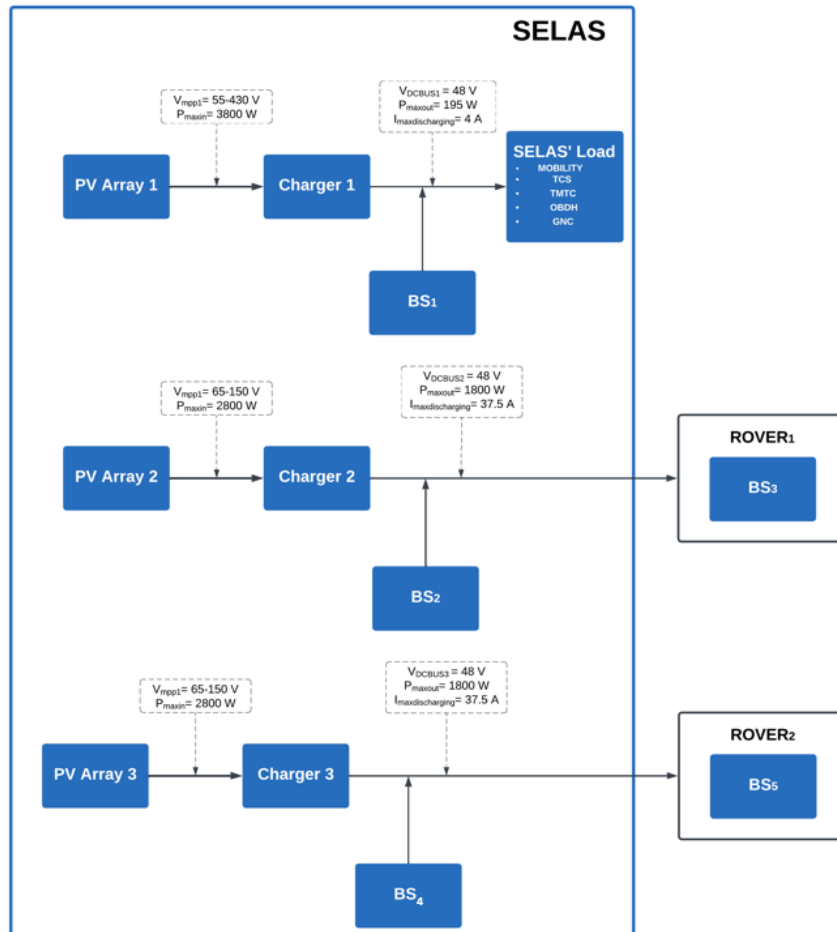 SELAS
Vmpp1= 55-430 V
Pmaxin= 3800 W
VDCBUS1 = 48 V
Pmaxout= 195 W
Imaxdischarging= 4 A
PV Array 1
Charger 1
SELAS' Load
• MOBILITY
• TCS
• TMTC
• OBDH
• GNC
BS1
Vmpp1= 65-150 V
Pmaxin= 2800 W
VDCBUS2 = 48 V
Pmaxout= 1800 W
Imaxdischarging= 37.5 A
PV Array 2
Charger 2
ROVER1
BS3
BS2
Vmpp1= 65-150 V
Pmaxin= 2800 W
VDCBUS3 = 48 V
Pmaxout= 1800 W
Imaxdischarging= 37.5 A
PV Array 3
Charger 3
ROVER2
BS5
BS4